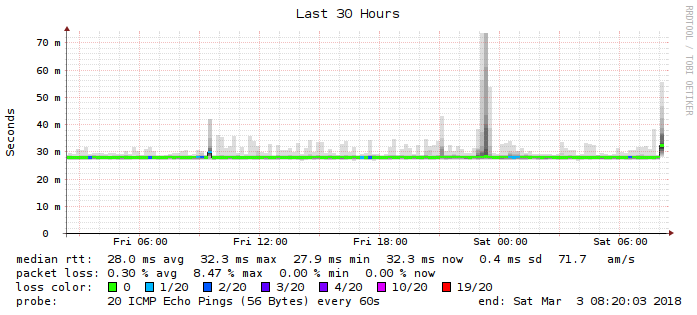 Last 30 Hours
RRDTOOL / TOBI OETIKER
Seconds
70 m
60 m
50 m
40 m
30 m
20 m
10 m
0
Fri 06:00 Fri 12:00 Fri 18:00 Sat 00:00 Sat 06:00
median rtt: 28.0 ms avg 32.3 ms max 27.9 ms min 32.3 ms now 0.4 ms sd 71.7 am/s
packet loss: 0.30 % avg 8.47 % max 0.00 % min 0.00 % now
loss color: 0 1/20 2/20 3/20 4/20 10/20 19/20
probe: 20 ICMP Echo Pings (56 Bytes) every 60s end: Sat Mar 3 08:20:03 2018